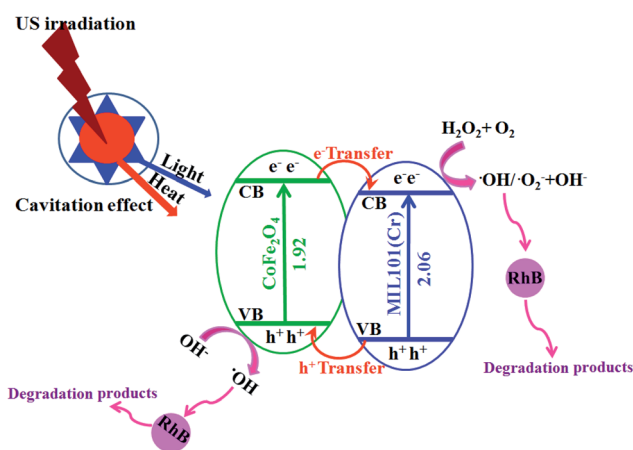 US irradiation
Light
Heat
Cavitation effect
e⁻ e⁻
CB
CoFe₂O₄
1.92
VB
h⁺ h⁺
e⁻Transfer
e⁻e⁻
CB
MIL101(Cr)
2.06
VB
h⁺ h⁺
h⁺ Transfer
H₂O₂+ O₂
·OH/·O₂⁻+OH⁻
RhB
Degradation products
OH⁻
·OH
RhB
Degradation products